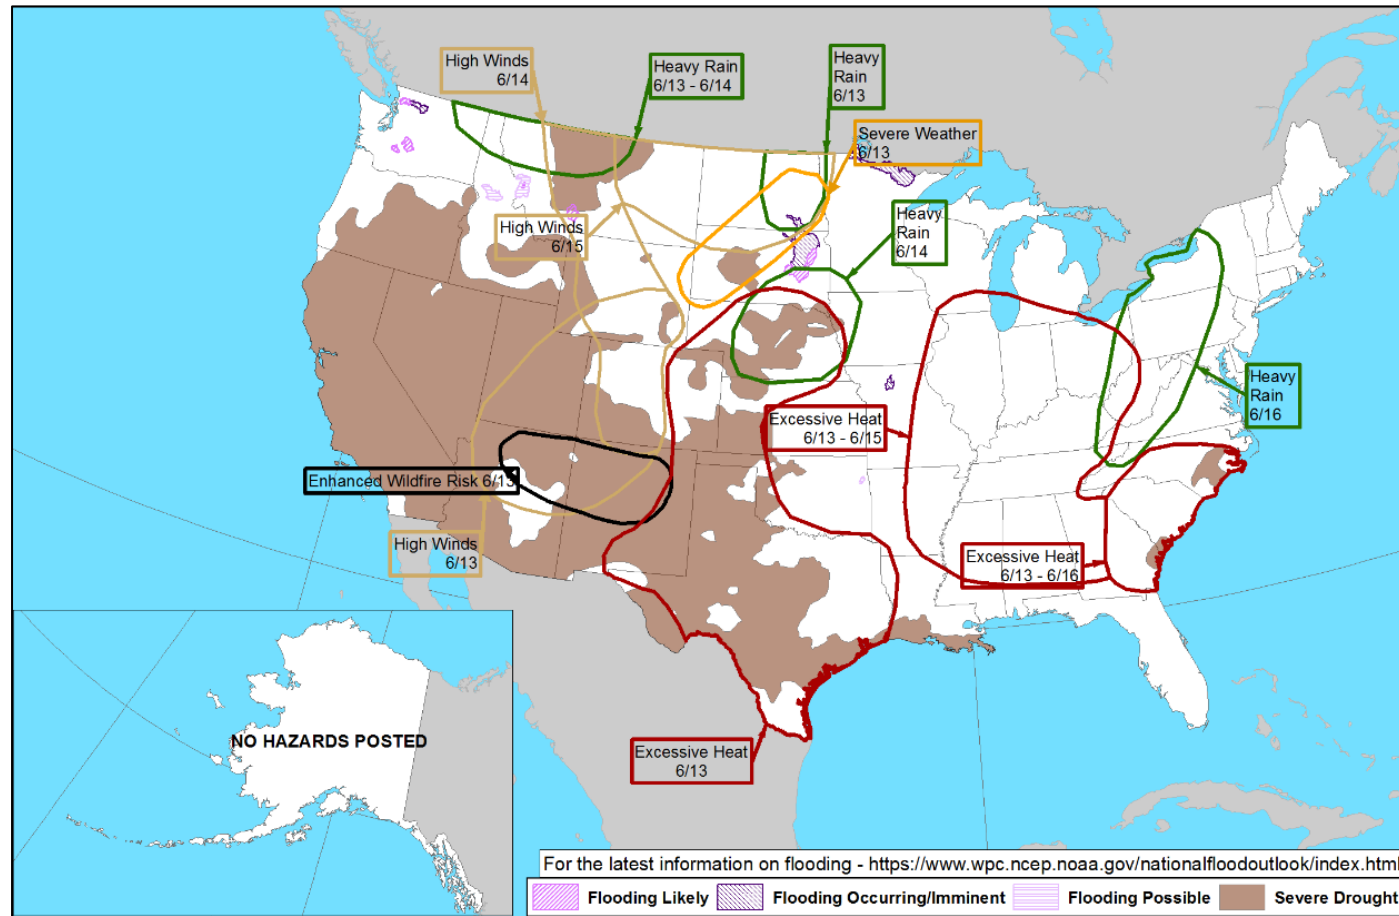 High Winds
6/14
Heavy Rain
6/13 - 6/14
Heavy
Rain
6/13
Severe Weather
6/13
High Winds
6/15
Heavy
Rain
6/14
Heavy
Rain
6/16
Excessive Heat
6/13 - 6/15
Enhanced Wildfire Risk 6/13
High Winds
6/13
Excessive Heat
6/13 - 6/16
NO HAZARDS POSTED
Excessive Heat
6/13
For the latest information on flooding - https://www.wpc.ncep.noaa.gov/nationalfloodoutlook/index.html
Flooding Likely Flooding Occurring/Imminent Flooding Possible Severe Drought